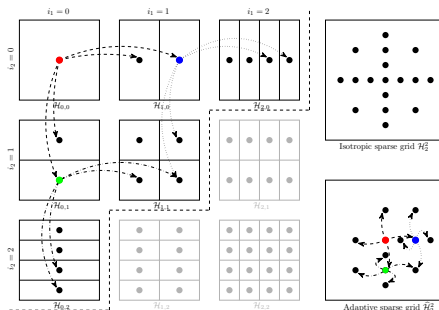 i₁ = 0
i₁ = 1
i₁ = 2
i₂ = 0
H₀,₀
H₁,₀
H₂,₀
Isotropic sparse grid H₂²
i₂ = 1
H₀,₁
H₁,₁
H₂,₁
i₂ = 2
H₀,₂
H₁,₂
H₂,₂
Adaptive sparse grid H̃₂²